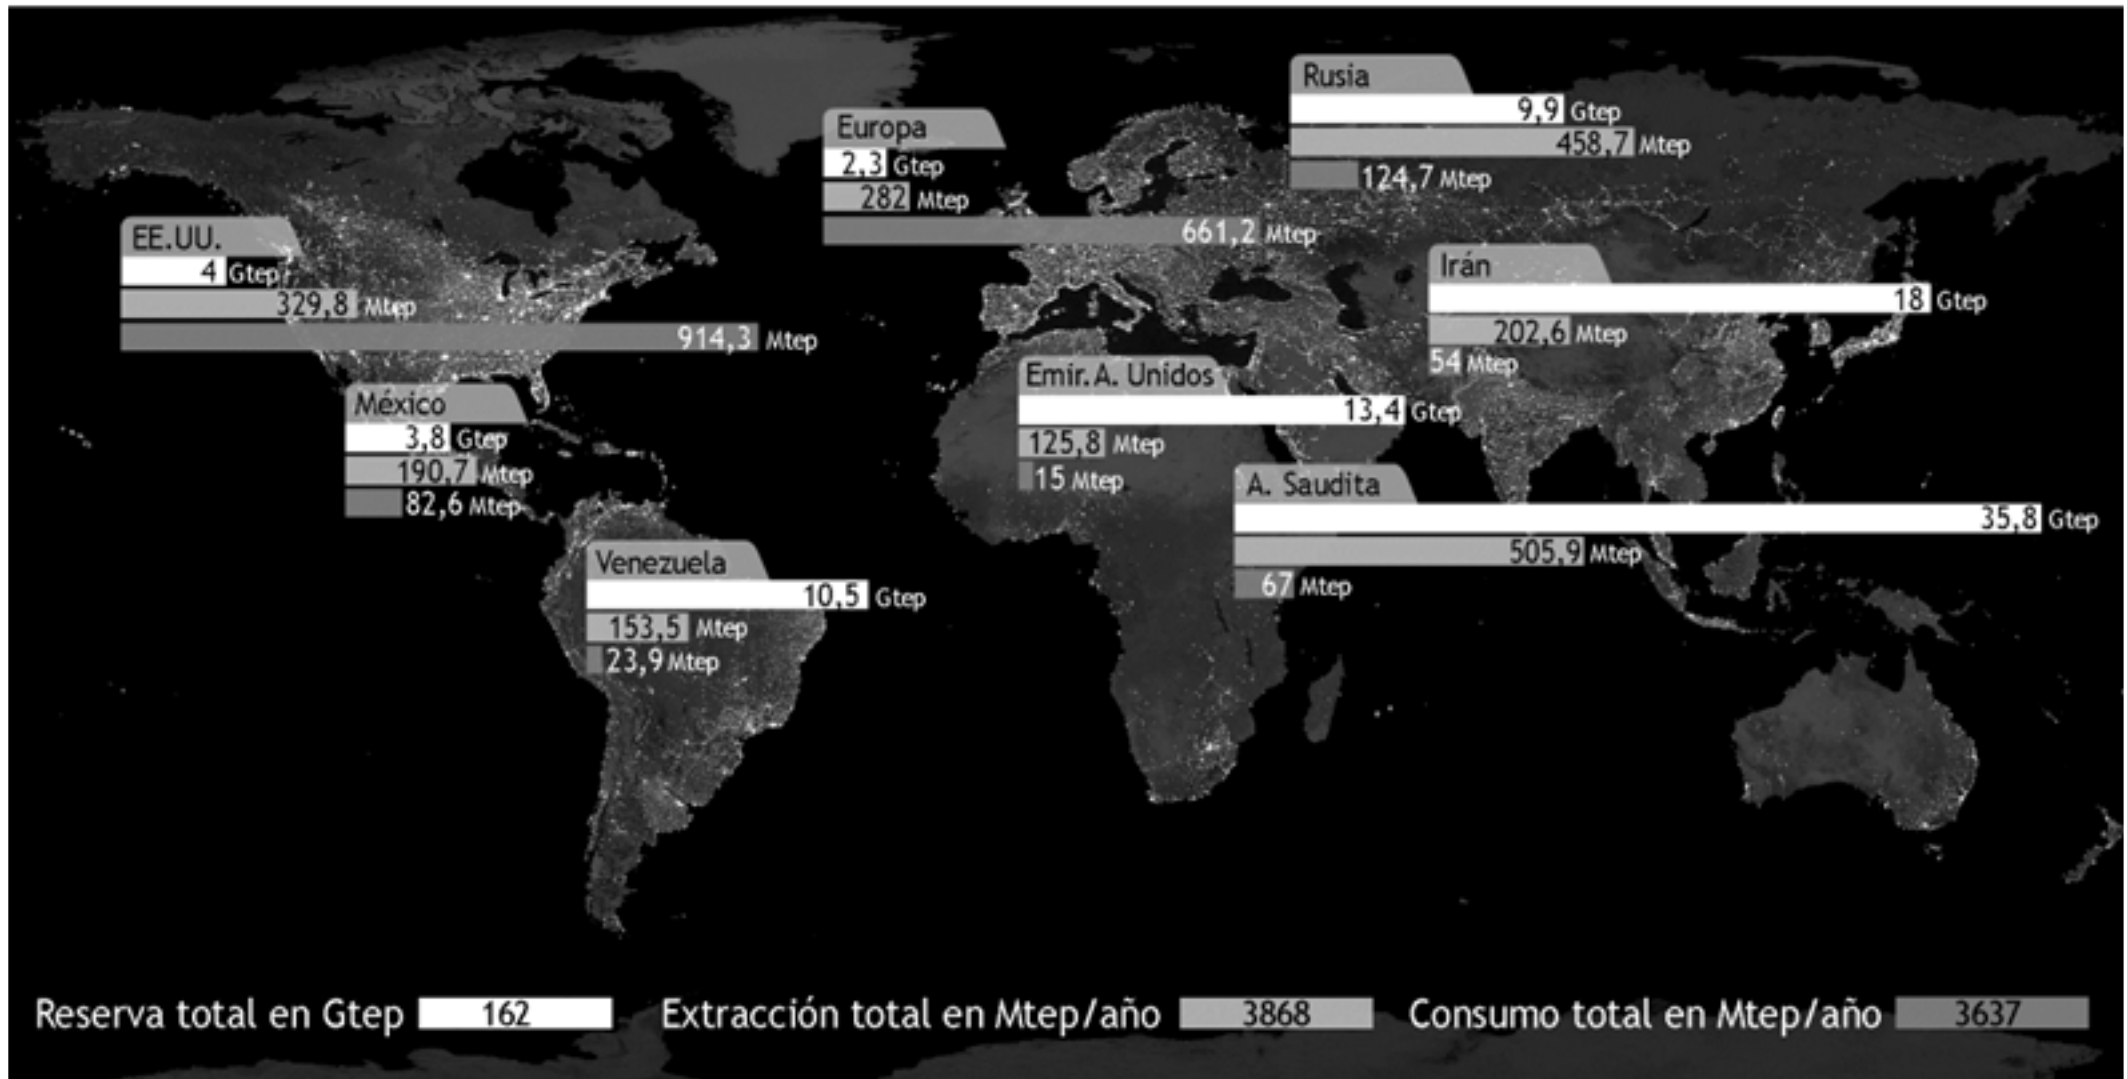 Rusia
9,9 Gtep
458,7 Mtep
124,7 Mtep
Europa
2,3 Gtep
282 Mtep
661,2 Mtep
EE.UU.
4 Gtep
329,8 Mtep
914,3 Mtep
Irán
18 Gtep
202,6 Mtep
54 Mtep
Emir. A. Unidos
13,4 Gtep
125,8 Mtep
15 Mtep
México
3,8 Gtep
190,7 Mtep
82,6 Mtep
A. Saudita
35,8 Gtep
505,9 Mtep
67 Mtep
Venezuela
10,5 Gtep
153,5 Mtep
23,9 Mtep
Reserva total en Gtep 162 Extracción total en Mtep/año 3868 Consumo total en Mtep/año 3637